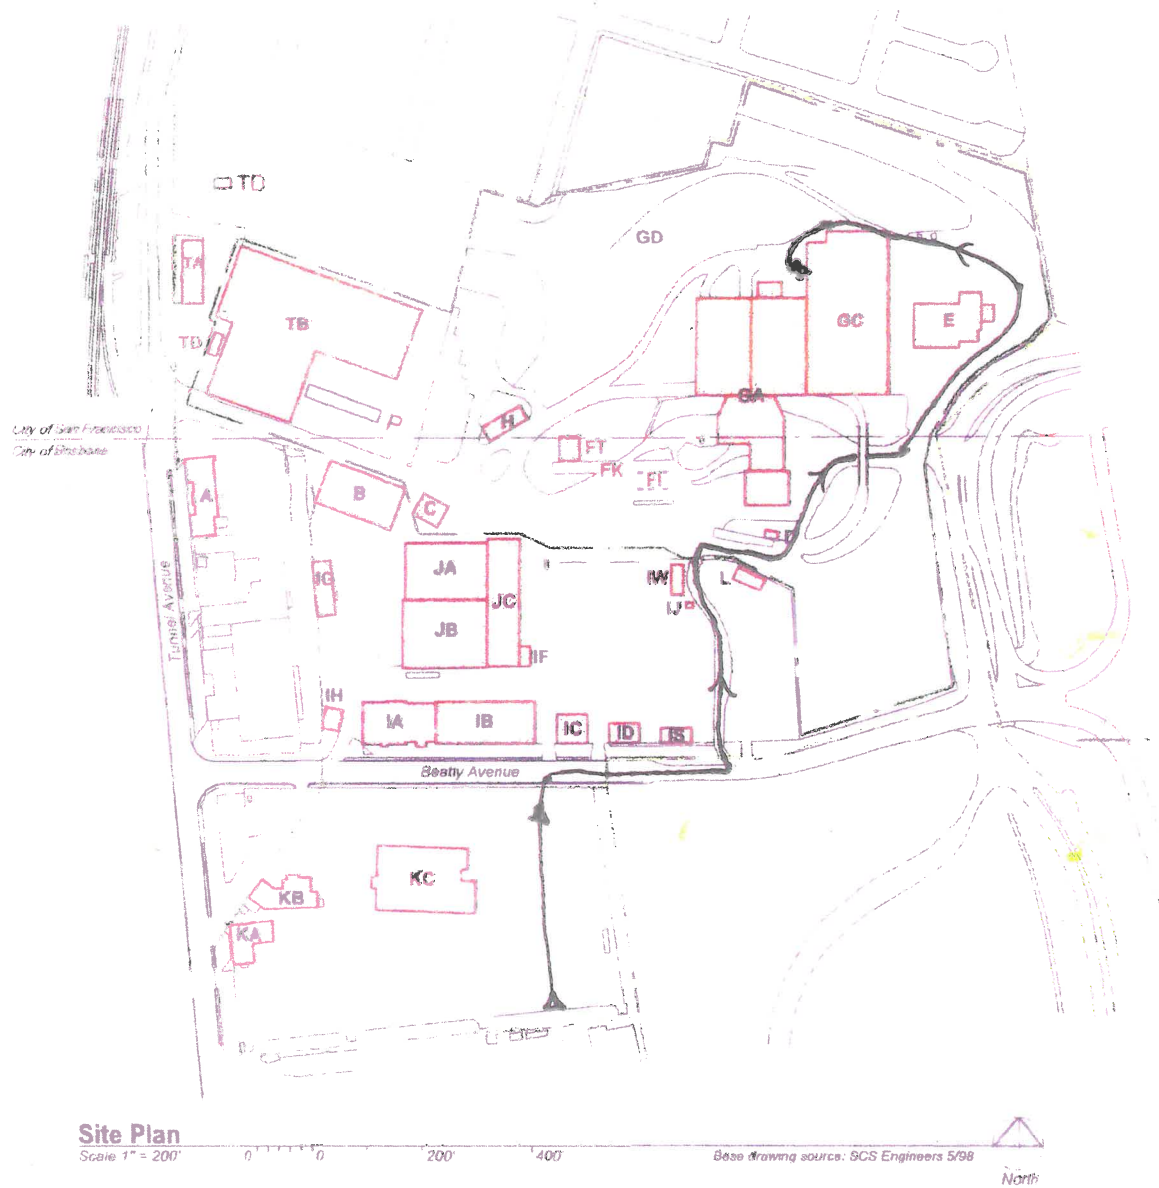 TD
GD
TA
TB
GC
E
TD
GA
P
H
City of San Francisco
City of Brisbane
FT
FK
A
B
C
JA
IG
IW
L
JC
IJ
JB
Tunnel Avenue
IF
IH
IA
IB
IC
ID
IS
Beatty Avenue
KC
KB
KA
Site Plan
Scale 1" = 200'
0
0
200'
400'
Base drawing source: SCS Engineers 5/98
North